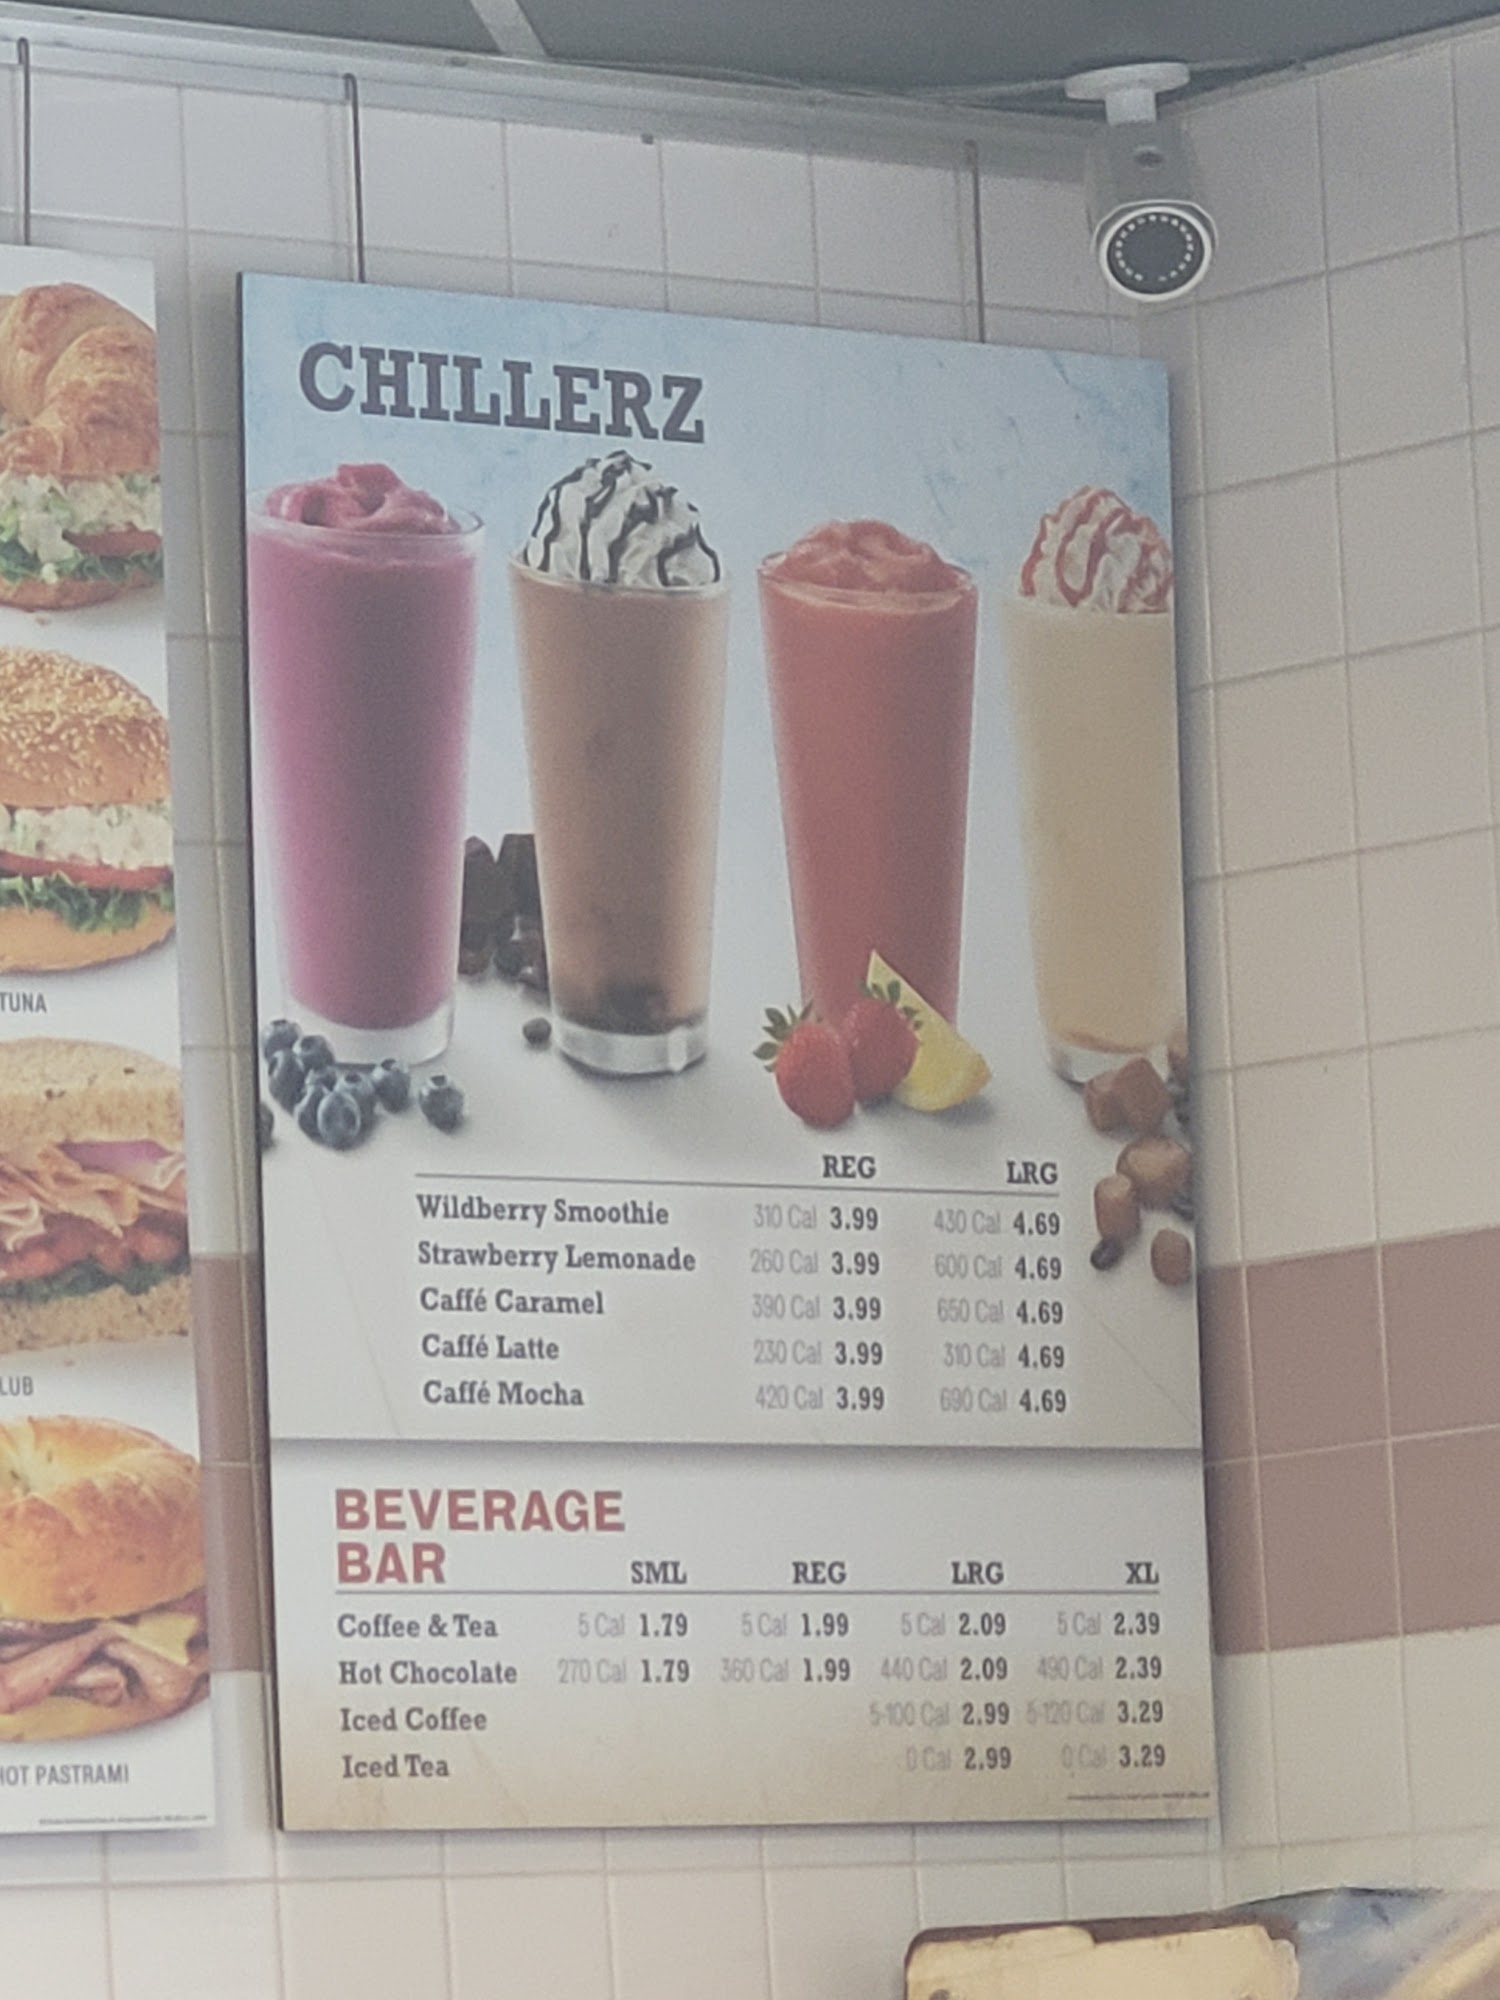 CHILLERZ
REG LRG
Wildberry Smoothie 310 Cal 3.99 430 Cal 4.69
Strawberry Lemonade 260 Cal 3.99 600 Cal 4.69
Caffé Caramel 390 Cal 3.99 650 Cal 4.69
Caffé Latte 230 Cal 3.99 310 Cal 4.69
Caffé Mocha 420 Cal 3.99 690 Cal 4.69
BEVERAGE
BAR SML REG LRG XL
Coffee & Tea 5 Cal 1.79 5 Cal 1.99 5 Cal 2.09 5 Cal 2.39
Hot Chocolate 270 Cal 1.79 360 Cal 1.99 440 Cal 2.09 490 Cal 2.39
Iced Coffee 5-100 Cal 2.99 5-120 Cal 3.29
Iced Tea 0 Cal 2.99 0 Cal 3.29
TUNA
LUB
HOT PASTRAMI